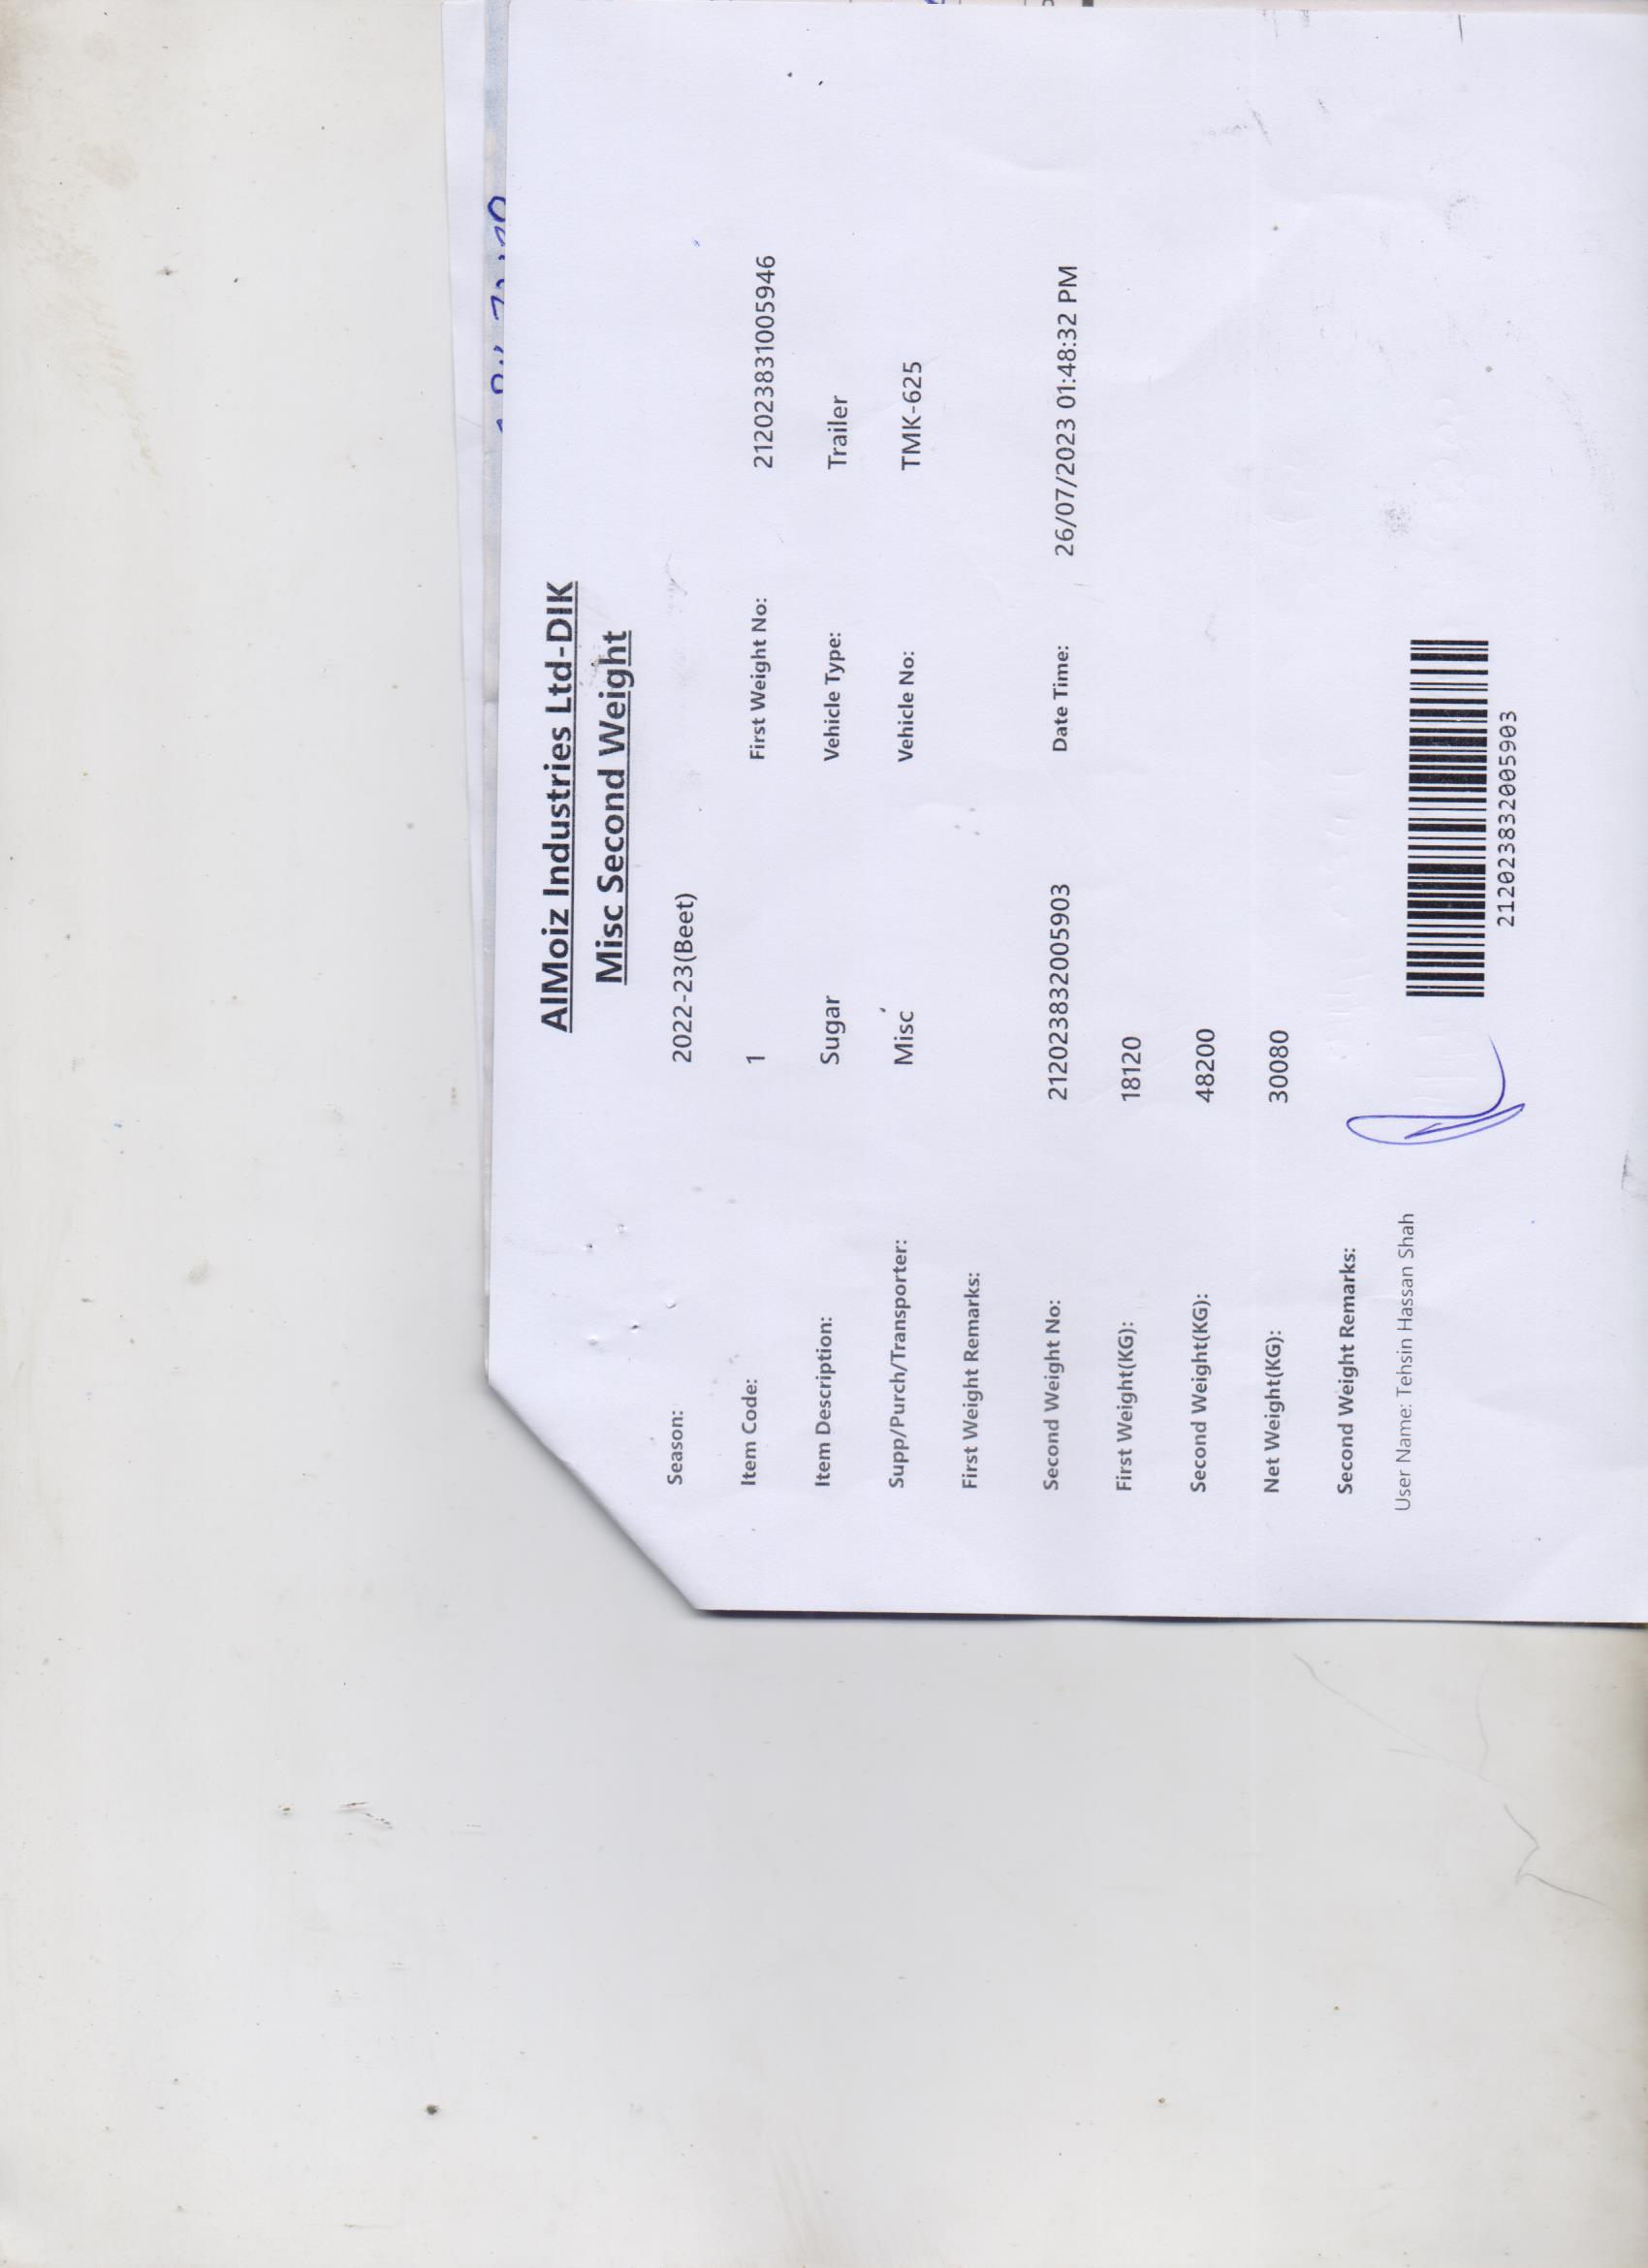 AlMoiz Industries Ltd-DIK
Misc Second Weight
Season: 2022-23(Beet)
Item Code: 1 First Weight No: 212023831005946
Item Description: Sugar Vehicle Type: Trailer
Supp/Purch/Transporter: Misc Vehicle No: TMK-625
First Weight Remarks:
Second Weight No: 212023832005903 Date Time: 26/07/2023 01:48:32 PM
First Weight(KG): 18120
Second Weight(KG): 48200
Net Weight(KG): 30080
Second Weight Remarks:
User Name: Tehsin Hassan Shah
212023832005903